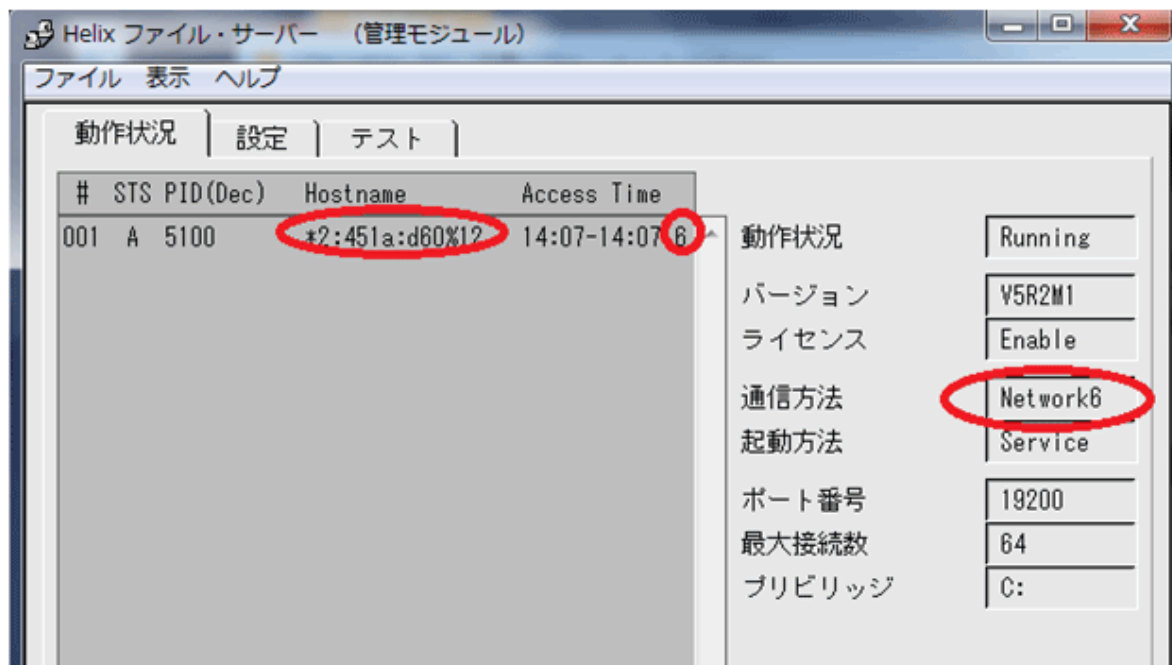 Helix ファイル・サーバー （管理モジュール）
ファイル 表示 ヘルプ
動作状況 設定 テスト
# STS PID(Dec) Hostname Access Time
001 A 5100 *2:451a:d60%12 14:07-14:07 6
動作状況 Running
バージョン V5R2M1
ライセンス Enable
通信方法 Network6
起動方法 Service
ポート番号 19200
最大接続数 64
プリビリッジ C: